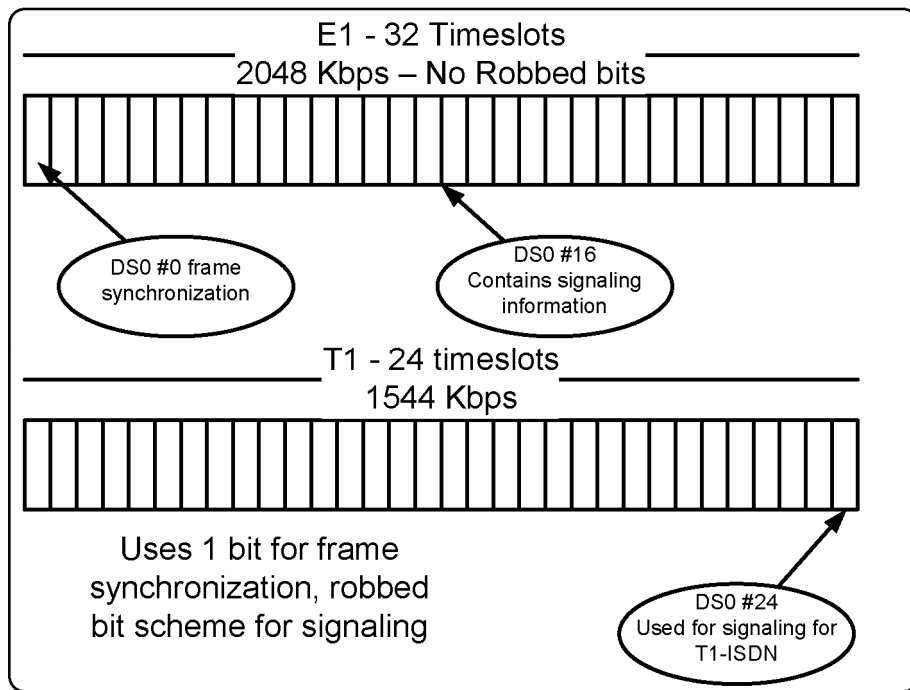 E1 - 32 Timeslots
2048 Kbps – No Robbed bits
DS0 #0 frame
synchronization
DS0 #16
Contains signaling
information
T1 - 24 timeslots
1544 Kbps
Uses 1 bit for frame
synchronization, robbed
bit scheme for signaling
DS0 #24
Used for signaling for
T1-ISDN